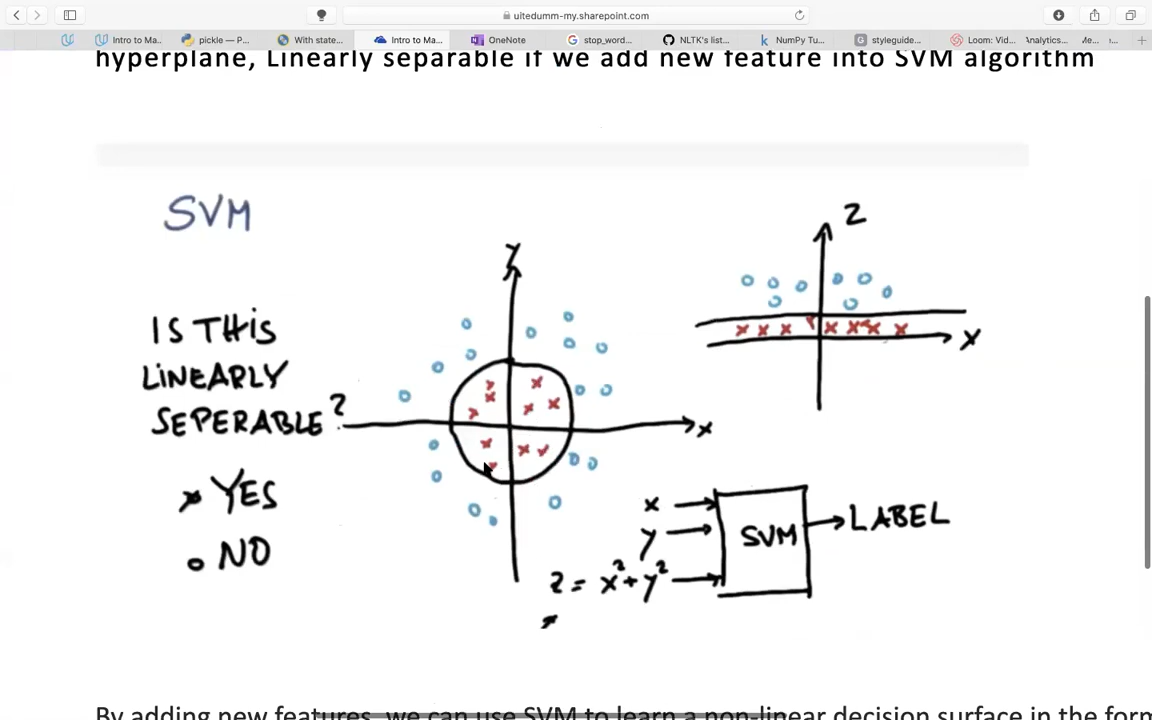 uitedumm-my.sharepoint.com
Intro to Ma...
pickle — P...
With state...
Intro to Ma...
OneNote
stop_word...
NLTK's list...
NumPy Tu...
styleguide...
Loom: Vid...
Analytics...
hyperplane, Linearly separable if we add new feature into SVM algorithm
SVM
Y
Z
IS THIS
LINEARLY
SEPERABLE?
X
X
YES
NO
x
y
z = x²+y²
SVM
LABEL
By adding new features, we can use SVM to learn a non-linear decision surface in the form